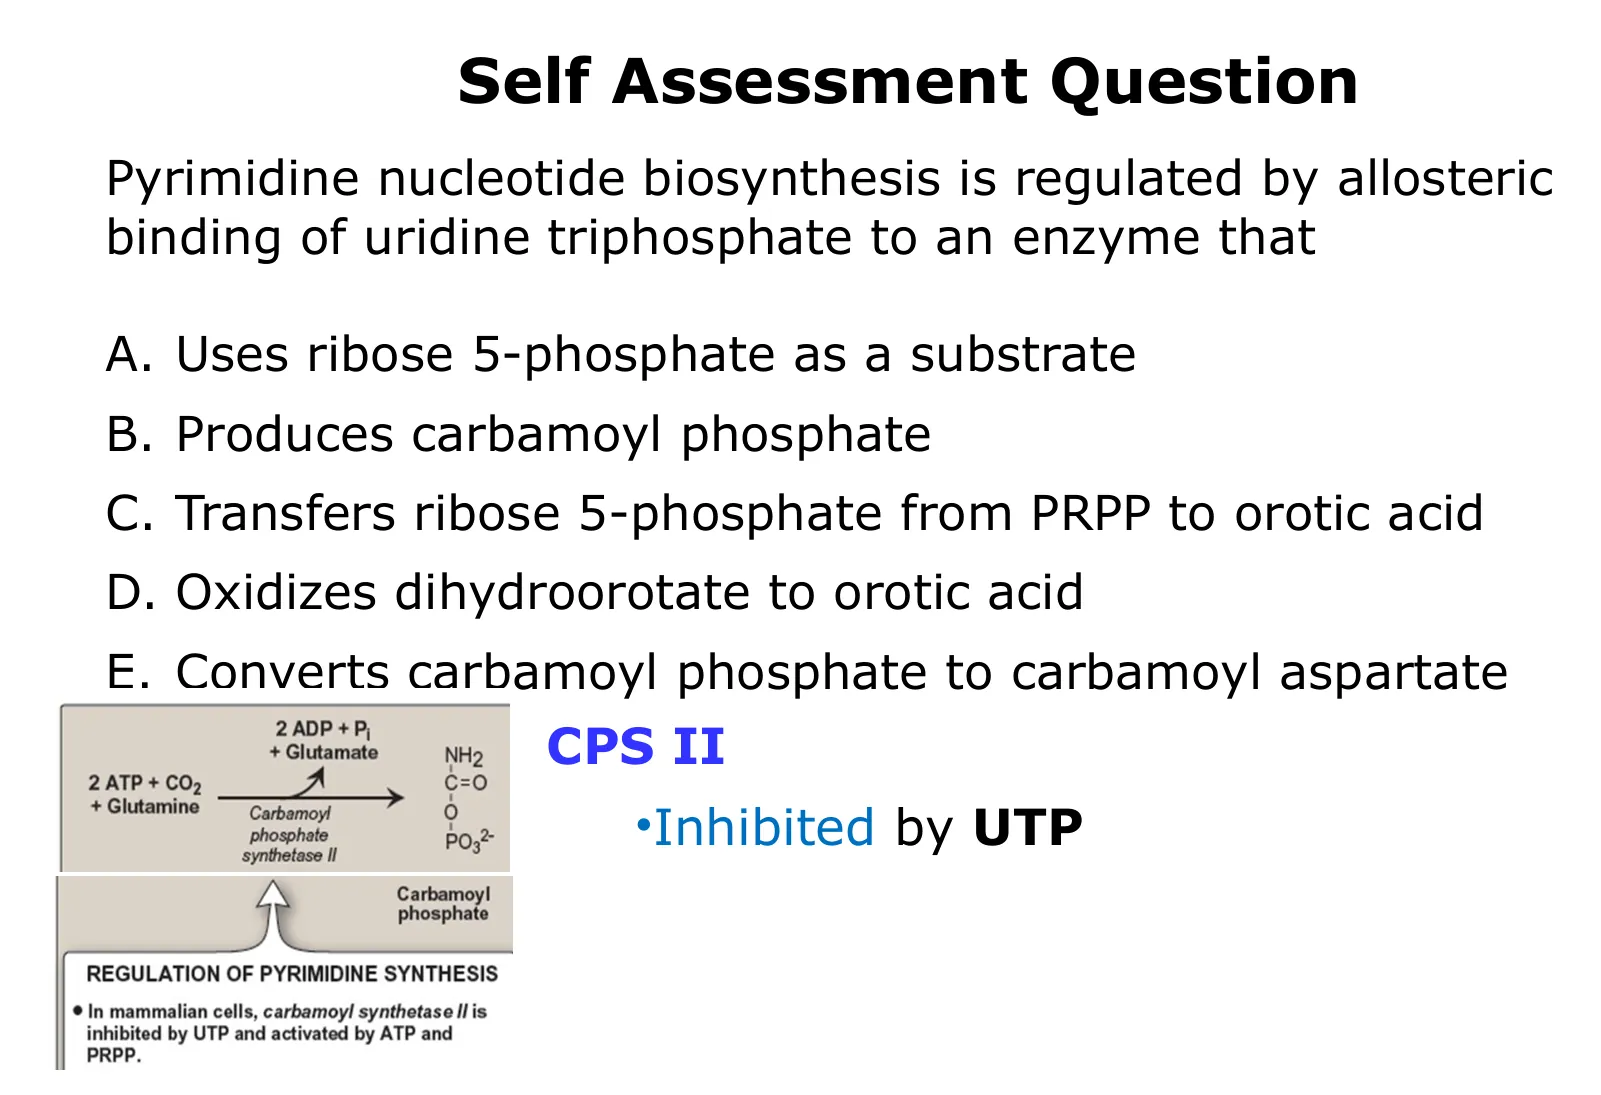 Self Assessment Question
Pyrimidine nucleotide biosynthesis is regulated by allosteric
binding of uridine triphosphate to an enzyme that
A. Uses ribose 5-phosphate as a substrate
B. Produces carbamoyl phosphate
C. Transfers ribose 5-phosphate from PRPP to orotic acid
D. Oxidizes dihydroorotate to orotic acid
E. Converts carbamoyl phosphate to carbamoyl aspartate
2 ADP + Pi
+ Glutamate
2 ATP + CO2
+ Glutamine
Carbamoyl
phosphate
synthetase II
NH2
C=O
O
PO3 2-
Carbamoyl
phosphate
CPS II
•Inhibited by UTP
REGULATION OF PYRIMIDINE SYNTHESIS
• In mammalian cells, carbamoyl synthetase II is
inhibited by UTP and activated by ATP and
PRPP.